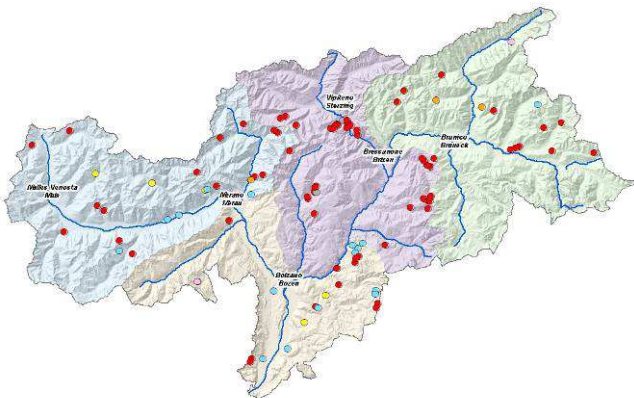 Vipiteno
Sterzing
Brunico
Bruneck
Bressanone
Brixen
Malles Venosta
Mals
Merano
Meran
Bolzano
Bozen